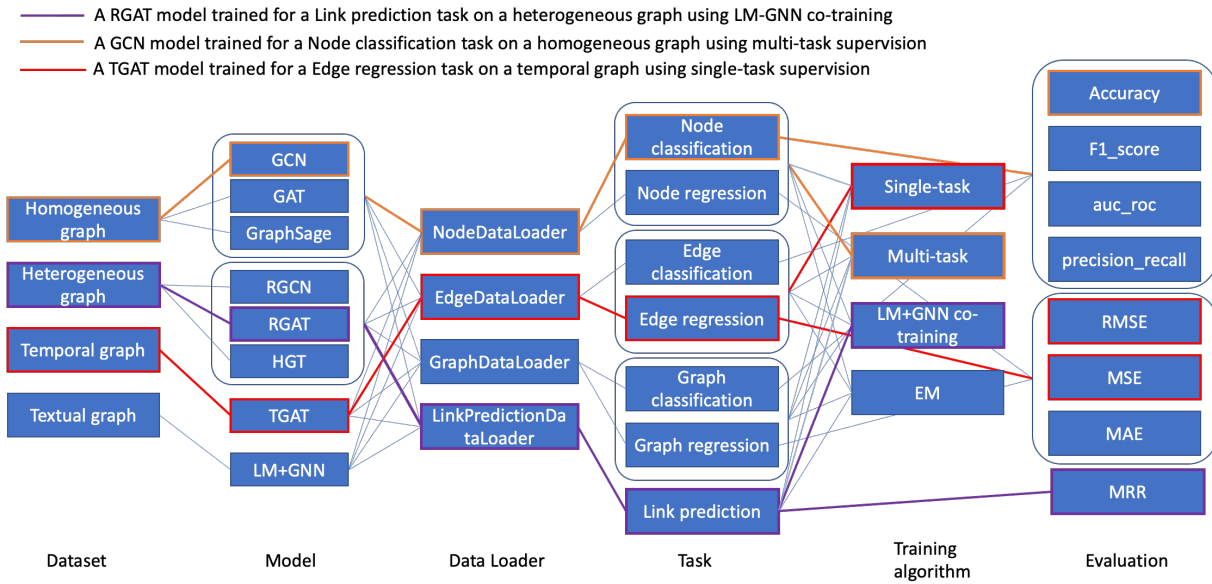 A RGAT model trained for a Link prediction task on a heterogeneous graph using LM-GNN co-training
A GCN model trained for a Node classification task on a homogeneous graph using multi-task supervision
A TGAT model trained for a Edge regression task on a temporal graph using single-task supervision
Homogeneous
graph
Heterogeneous
graph
Temporal graph
Textual graph
Dataset
GCN
GAT
GraphSage
RGCN
RGAT
HGT
TGAT
LM+GNN
Model
NodeDataLoader
EdgeDataLoader
GraphDataLoader
LinkPredictionDa
taLoader
Data Loader
Node
classification
Node regression
Edge
classification
Edge regression
Graph
classification
Graph regression
Link prediction
Task
Single-task
Multi-task
LM+GNN co-
training
EM
Training
algorithm
Accuracy
F1_score
auc_roc
precision_recall
RMSE
MSE
MAE
MRR
Evaluation